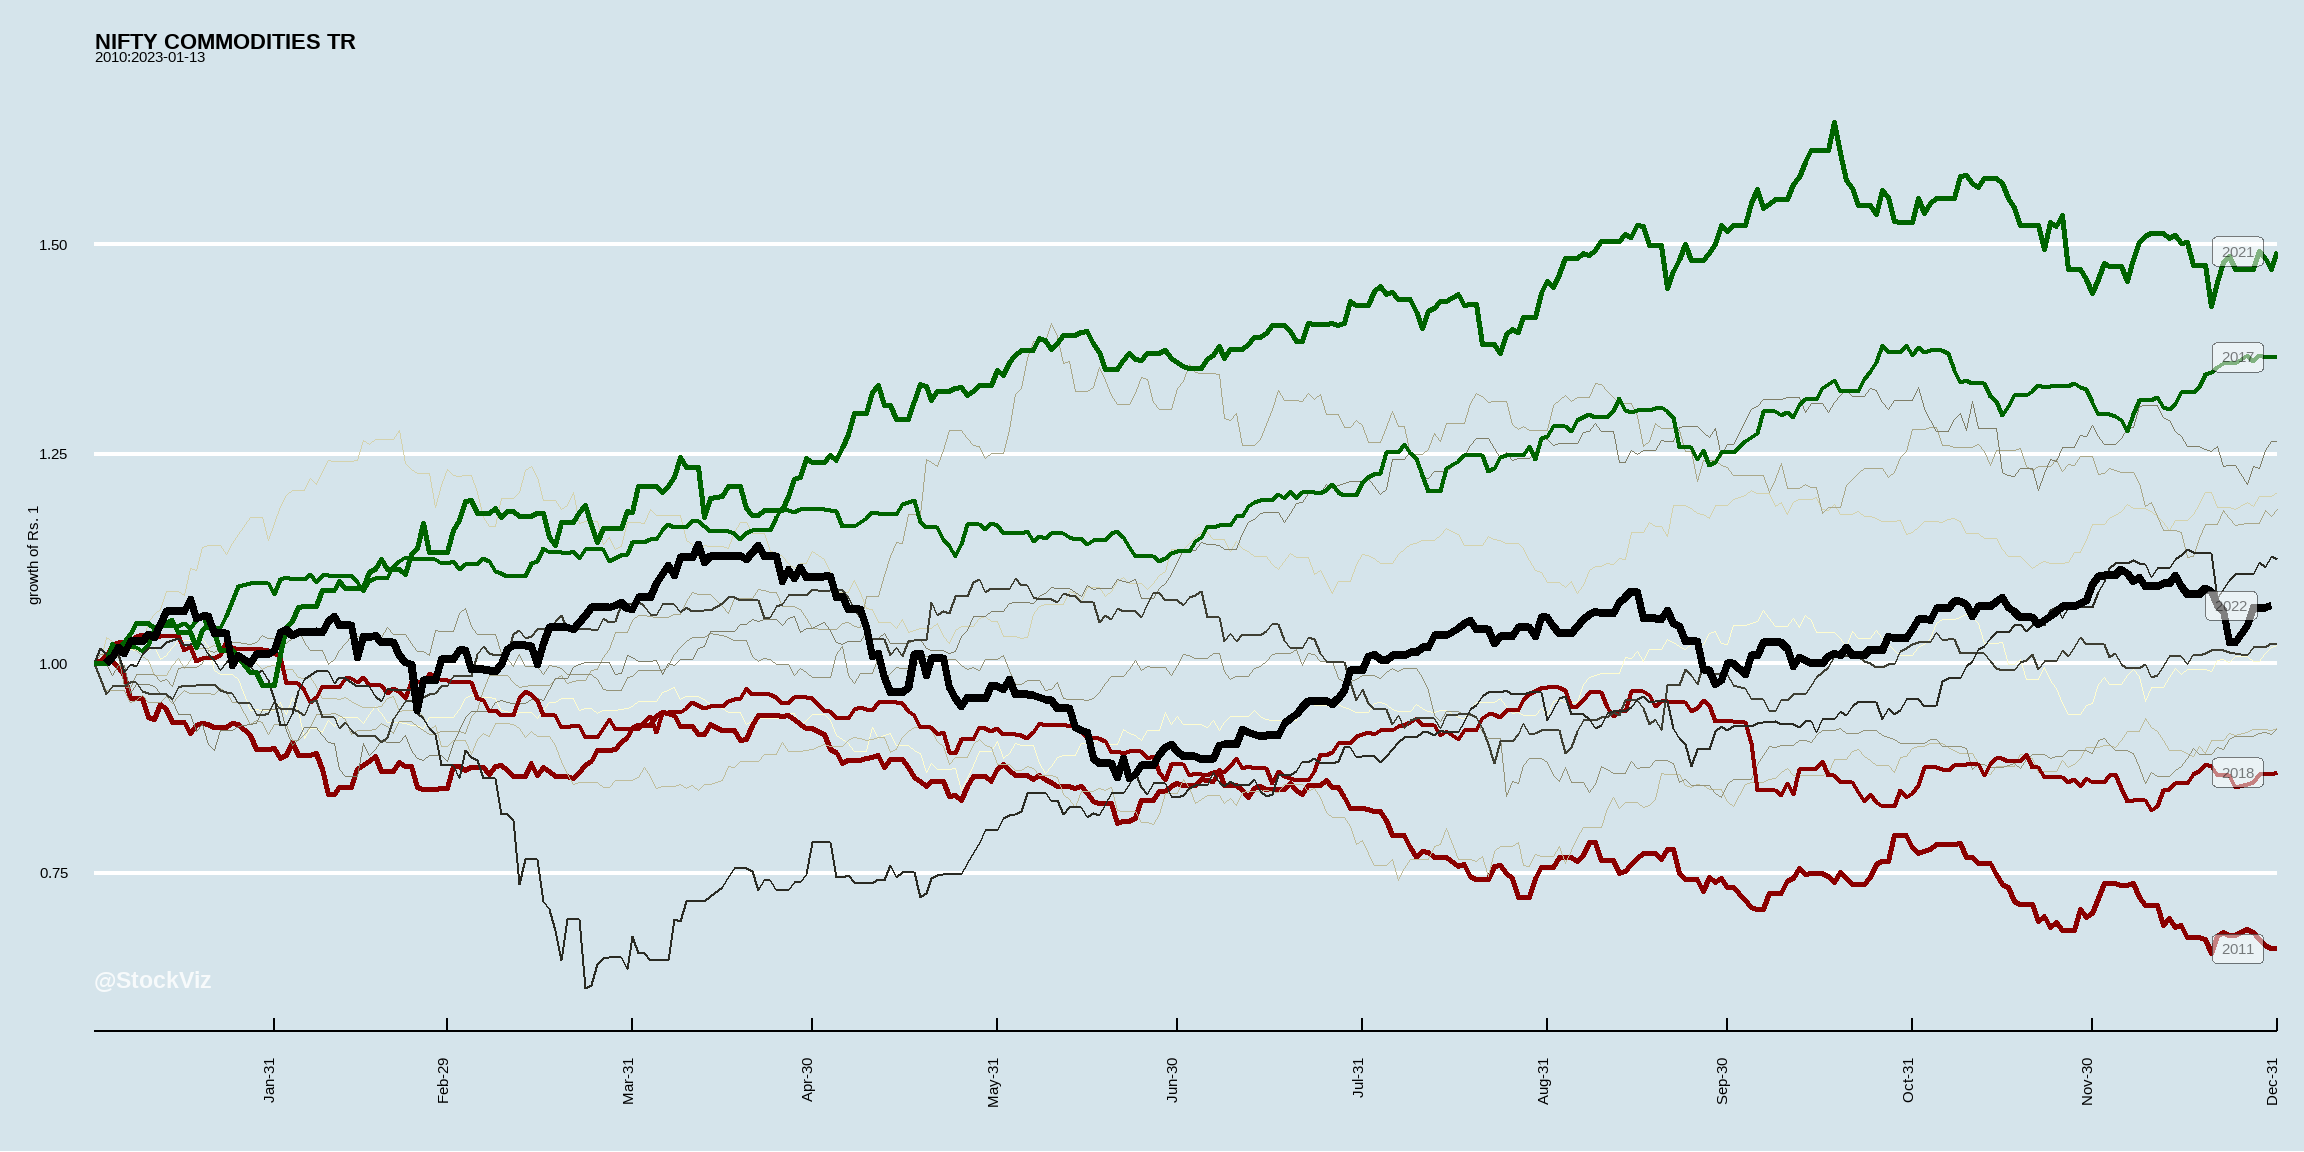 NIFTY COMMODITIES TR
2010:2023-01-13
growth of Rs. 1
1.50
1.25
1.00
0.75
2021
2017
2022
2018
2011
@StockViz
Jan-31
Feb-29
Mar-31
Apr-30
May-31
Jun-30
Jul-31
Aug-31
Sep-30
Oct-31
Nov-30
Dec-31